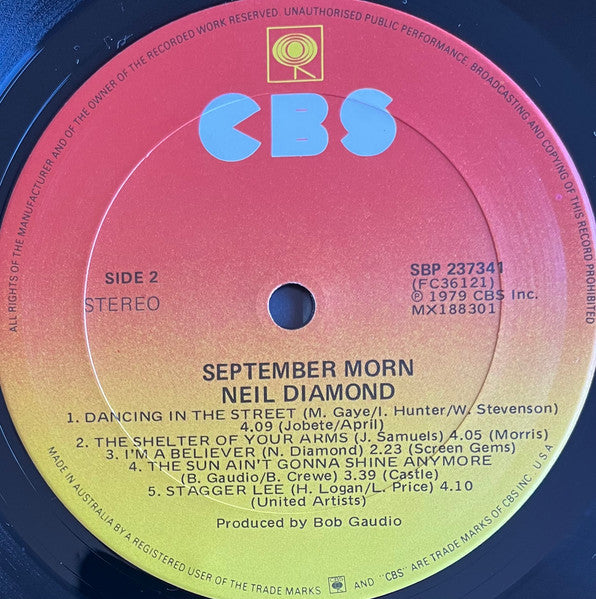 ALL RIGHTS OF THE MANUFACTURER AND OF THE OWNER OF THE RECORDED WORK RESERVED. UNAUTHORISED PUBLIC PERFORMANCE, BROADCASTING AND COPYING OF THIS RECORD PROHIBITED
CBS
SIDE 2
STEREO
SBP 237341
(FC36121)
℗ 1979 CBS Inc.
MX188301
SEPTEMBER MORN
NEIL DIAMOND
1. DANCING IN THE STREET (M. Gaye/I. Hunter/W. Stevenson)
4.09 (Jobete/April)
2. THE SHELTER OF YOUR ARMS (J. Samuels) 4.05 (Morris)
3. I'M A BELIEVER (N. Diamond) 2.23 (Screen Gems)
4. THE SUN AIN'T GONNA SHINE ANYMORE
(B. Gaudio/B. Crewe) 3.39 (Castle)
5. STAGGER LEE (H. Logan/L. Price) 4.10
(United Artists)
Produced by Bob Gaudio
MADE IN AUSTRALIA BY A REGISTERED USER OF THE TRADE MARKS AND "CBS" ARE TRADE MARKS OF CBS INC. U.S.A.